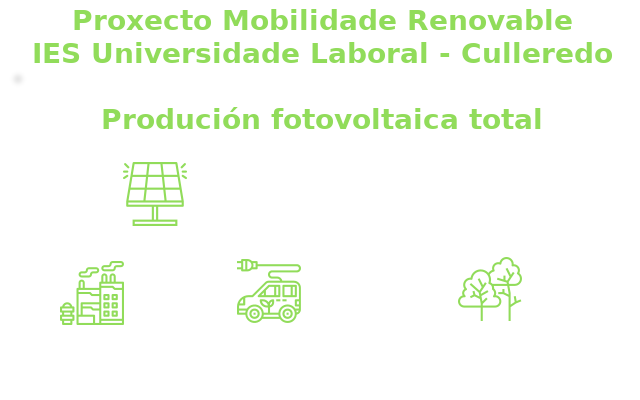 Proxecto Mobilidade Renovable
IES Universidade Laboral - Culleredo
Produción fotovoltaica total